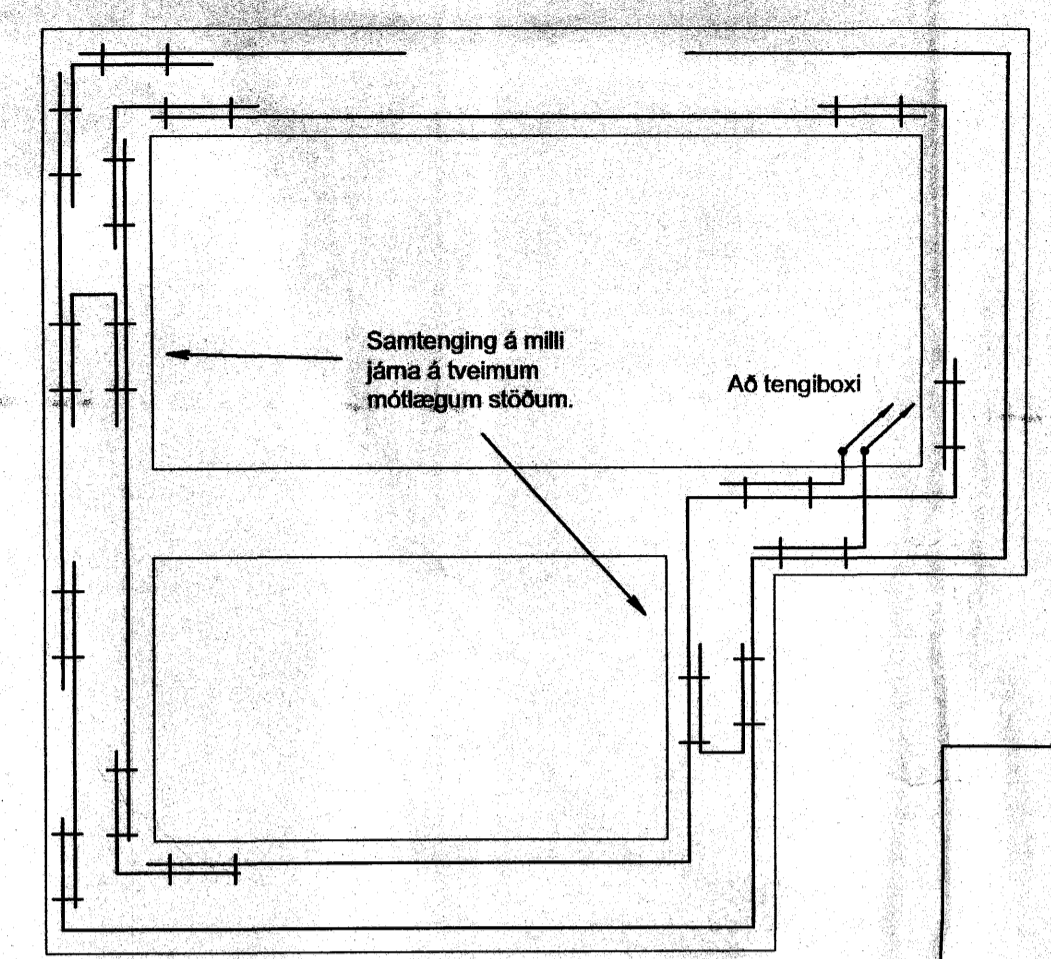 Samtenging á milli
járna á tveimum
mótlægum stöðum.
Að tengiboxi